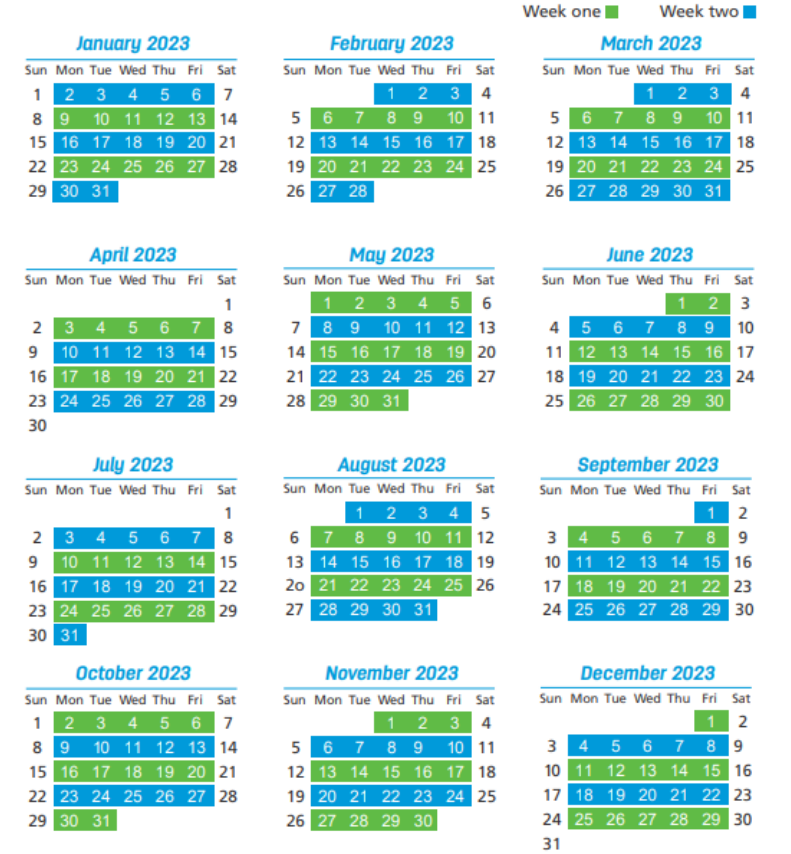 Week one Week two
January 2023 February 2023 March 2023
Sun Mon Tue Wed Thu Fri Sat Sun Mon Tue Wed Thu Fri Sat Sun Mon Tue Wed Thu Fri Sat
1 2 3 4 5 6 7 1 2 3 4 1 2 3 4
8 9 10 11 12 13 14 5 6 7 8 9 10 11 5 6 7 8 9 10 11
15 16 17 18 19 20 21 12 13 14 15 16 17 18 12 13 14 15 16 17 18
22 23 24 25 26 27 28 19 20 21 22 23 24 25 19 20 21 22 23 24 25
29 30 31 26 27 28 26 27 28 29 30 31
April 2023 May 2023 June 2023
Sun Mon Tue Wed Thu Fri Sat Sun Mon Tue Wed Thu Fri Sat Sun Mon Tue Wed Thu Fri Sat
1 1 2 3 4 5 6 1 2 3
2 3 4 5 6 7 8 7 8 9 10 11 12 13 4 5 6 7 8 9 10
9 10 11 12 13 14 15 14 15 16 17 18 19 20 11 12 13 14 15 16 17
16 17 18 19 20 21 22 21 22 23 24 25 26 27 18 19 20 21 22 23 24
23 24 25 26 27 28 29 28 29 30 31 25 26 27 28 29 30
30
July 2023 August 2023 September 2023
Sun Mon Tue Wed Thu Fri Sat Sun Mon Tue Wed Thu Fri Sat Sun Mon Tue Wed Thu Fri Sat
1 1 2 3 4 5 1 2
2 3 4 5 6 7 8 6 7 8 9 10 11 12 3 4 5 6 7 8 9
9 10 11 12 13 14 15 13 14 15 16 17 18 19 10 11 12 13 14 15 16
16 17 18 19 20 21 22 2o 21 22 23 24 25 26 17 18 19 20 21 22 23
23 24 25 26 27 28 29 27 28 29 30 31 24 25 26 27 28 29 30
30 31
October 2023 November 2023 December 2023
Sun Mon Tue Wed Thu Fri Sat Sun Mon Tue Wed Thu Fri Sat Sun Mon Tue Wed Thu Fri Sat
1 2 3 4 5 6 7 1 2 3 4 1 2
8 9 10 11 12 13 14 5 6 7 8 9 10 11 3 4 5 6 7 8 9
15 16 17 18 19 20 21 12 13 14 15 16 17 18 10 11 12 13 14 15 16
22 23 24 25 26 27 28 19 20 21 22 23 24 25 17 18 19 20 21 22 23
29 30 31 26 27 28 29 30 24 25 26 27 28 29 30
31